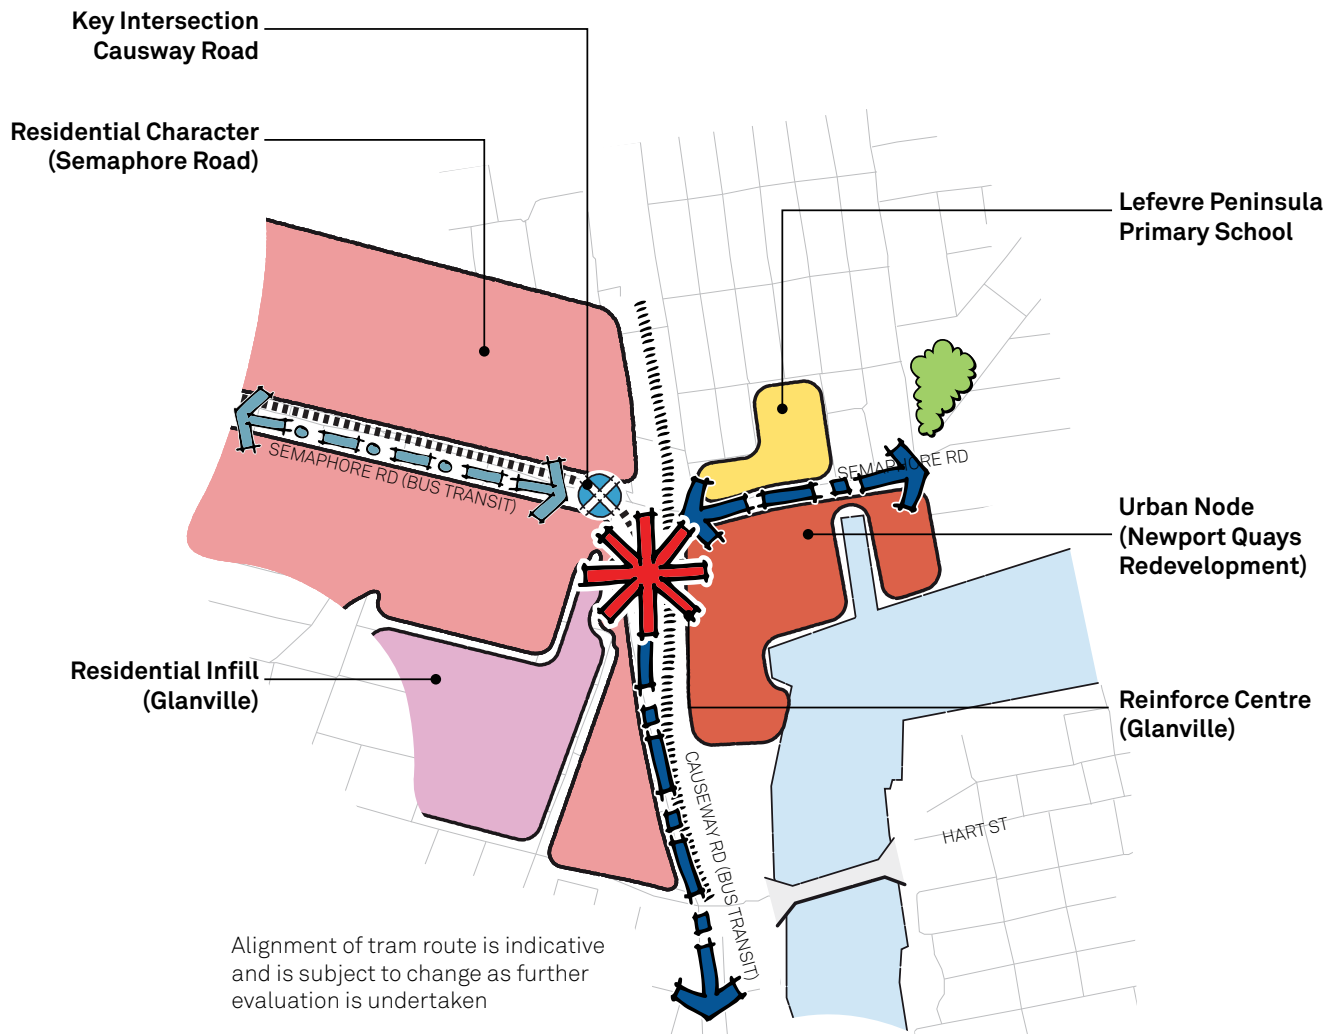 Key Intersection
Causway Road
Residential Character
(Semaphore Road)
Lefevre Peninsula
Primary School
SEMAPHORE RD (BUS TRANSIT)
SEMAPHORE RD
Urban Node
(Newport Quays
Redevelopment)
Residential Infill
(Glanville)
Reinforce Centre
(Glanville)
CAUSEWAY RD (BUS TRANSIT)
HART ST
Alignment of tram route is indicative
and is subject to change as further
evaluation is undertaken